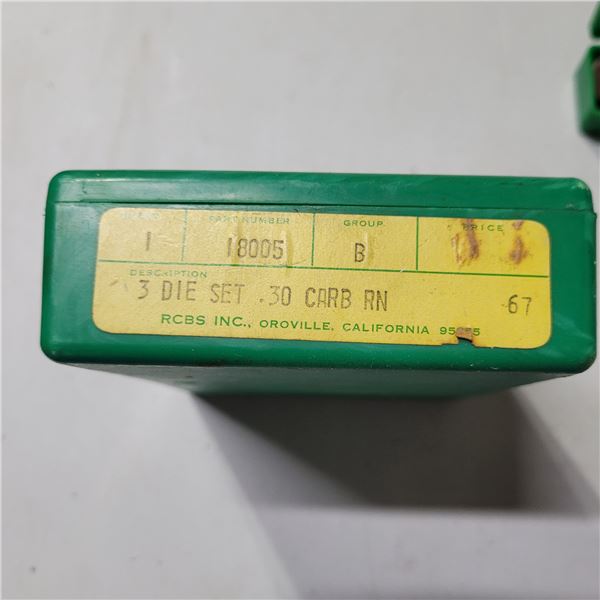 PART NUMBER GROUP PRICE
1 18005 B
DESCRIPTION
3 DIE SET .30 CARB RN 67
RCBS INC., OROVILLE, CALIFORNIA